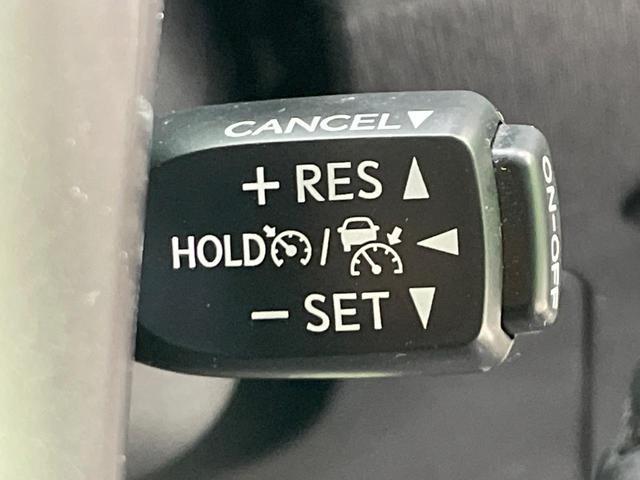 CANCEL▼
+ RES ▲
HOLD / ◀
− SET ▼
ON–OFF